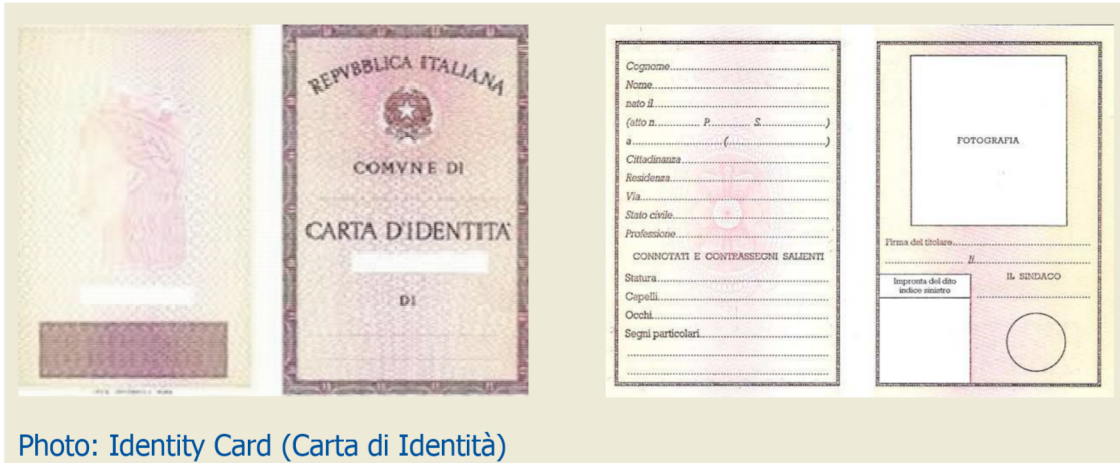 REPVBBLICA ITALIANA
COMVNE DI
CARTA D'IDENTITA'
DI
Cognome
Nome
nato il
(atto n. P. S. )
a ( )
Cittadinanza
Residenza
Via
Stato civile
Professione
CONNOTATI E CONTRASSEGNI SALIENTI
Statura
Capelli
Occhi
Segni particolari
FOTOGRAFIA
Firma del titolare
li
Impronta del dito
indice sinistro
IL SINDACO
Photo: Identity Card (Carta di Identità)